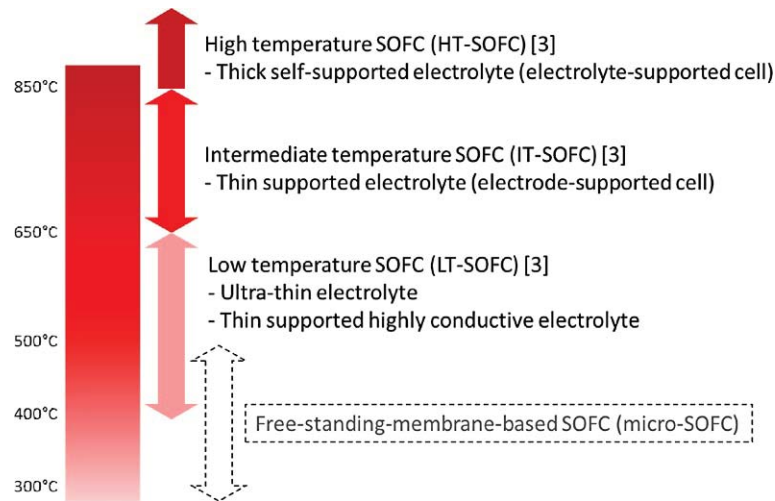 High temperature SOFC (HT-SOFC) [3]
- Thick self-supported electrolyte (electrolyte-supported cell)
850°C
Intermediate temperature SOFC (IT-SOFC) [3]
- Thin supported electrolyte (electrode-supported cell)
650°C
Low temperature SOFC (LT-SOFC) [3]
- Ultra-thin electrolyte
- Thin supported highly conductive electrolyte
500°C
400°C
Free-standing-membrane-based SOFC (micro-SOFC)
300°C